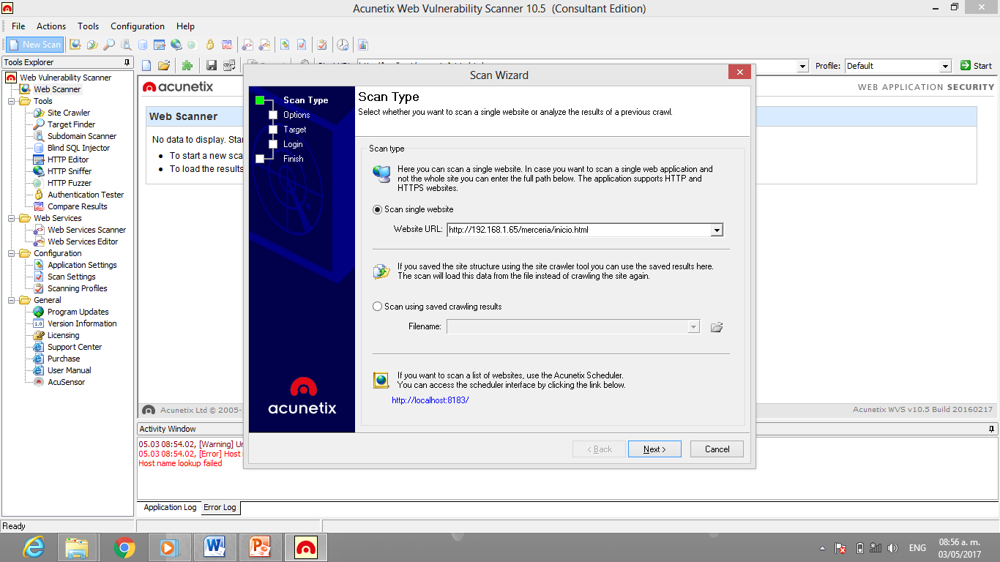 Acunetix Web Vulnerability Scanner 10.5 (Consultant Edition)
File Actions Tools Configuration Help
New Scan
Tools Explorer
Profile: Default Start
Web Vulnerability Scanner
Web Scanner
Tools
Site Crawler
Target Finder
Subdomain Scanner
Blind SQL Injector
HTTP Editor
HTTP Sniffer
HTTP Fuzzer
Authentication Tester
Compare Results
Web Services
Web Services Scanner
Web Services Editor
Configuration
Application Settings
Scan Settings
Scanning Profiles
General
Program Updates
Version Information
Licensing
Support Center
Purchase
User Manual
AcuSensor
acunetix
WEB APPLICATION SECURITY
Web Scanner
No data to display.
To start a new
To load the results
Scan Wizard
Scan Type
Options
Target
Login
Finish
acunetix
Scan Type
Select whether you want to scan a single website or analyze the results of a previous crawl.
Scan type
Here you can scan a single website. In case you want to scan a single web application and
not the whole site you can enter the full path below. The application supports HTTP and
HTTPS websites.
Scan single website
Website URL: http://192.168.1.65/merceria/inicio.html
If you saved the site structure using the site crawler tool you can use the saved results here.
The scan will load this data from the file instead of crawling the site again.
Scan using saved crawling results
Filename:
If you want to scan a list of websites, use the Acunetix Scheduler.
You can access the scheduler interface by clicking the link below.
http://localhost:8183/
< Back Next > Cancel
Acunetix Ltd © 2005-
Acunetix WVS v10.5 Build 20160217
Activity Window
05.03 08:54.02, [Warning]
05.03 08:54.02, [Error] Host
Host name lookup failed
Application Log Error Log
Ready
ENG
08:56 a. m.
03/05/2017